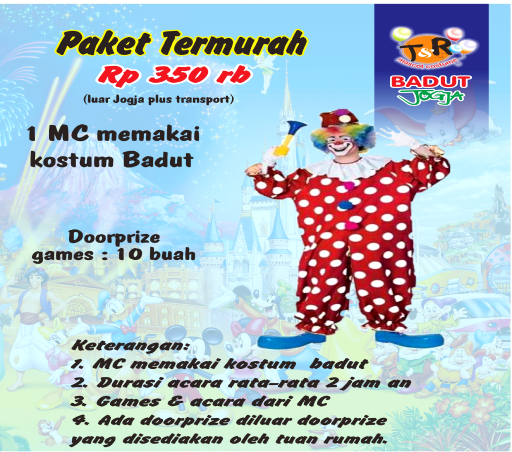 Paket Termurah
Rp 350 rb
(luar Jogja plus transport)
T&R
BADUT
JOGJA
1 MC memakai
kostum Badut
Doorprize
games : 10 buah
Keterangan:
1. MC memakai kostum badut
2. Durasi acara rata-rata 2 jam an
3. Games & acara dari MC
4. Ada doorprize diluar doorprize
yang disediakan oleh tuan rumah.